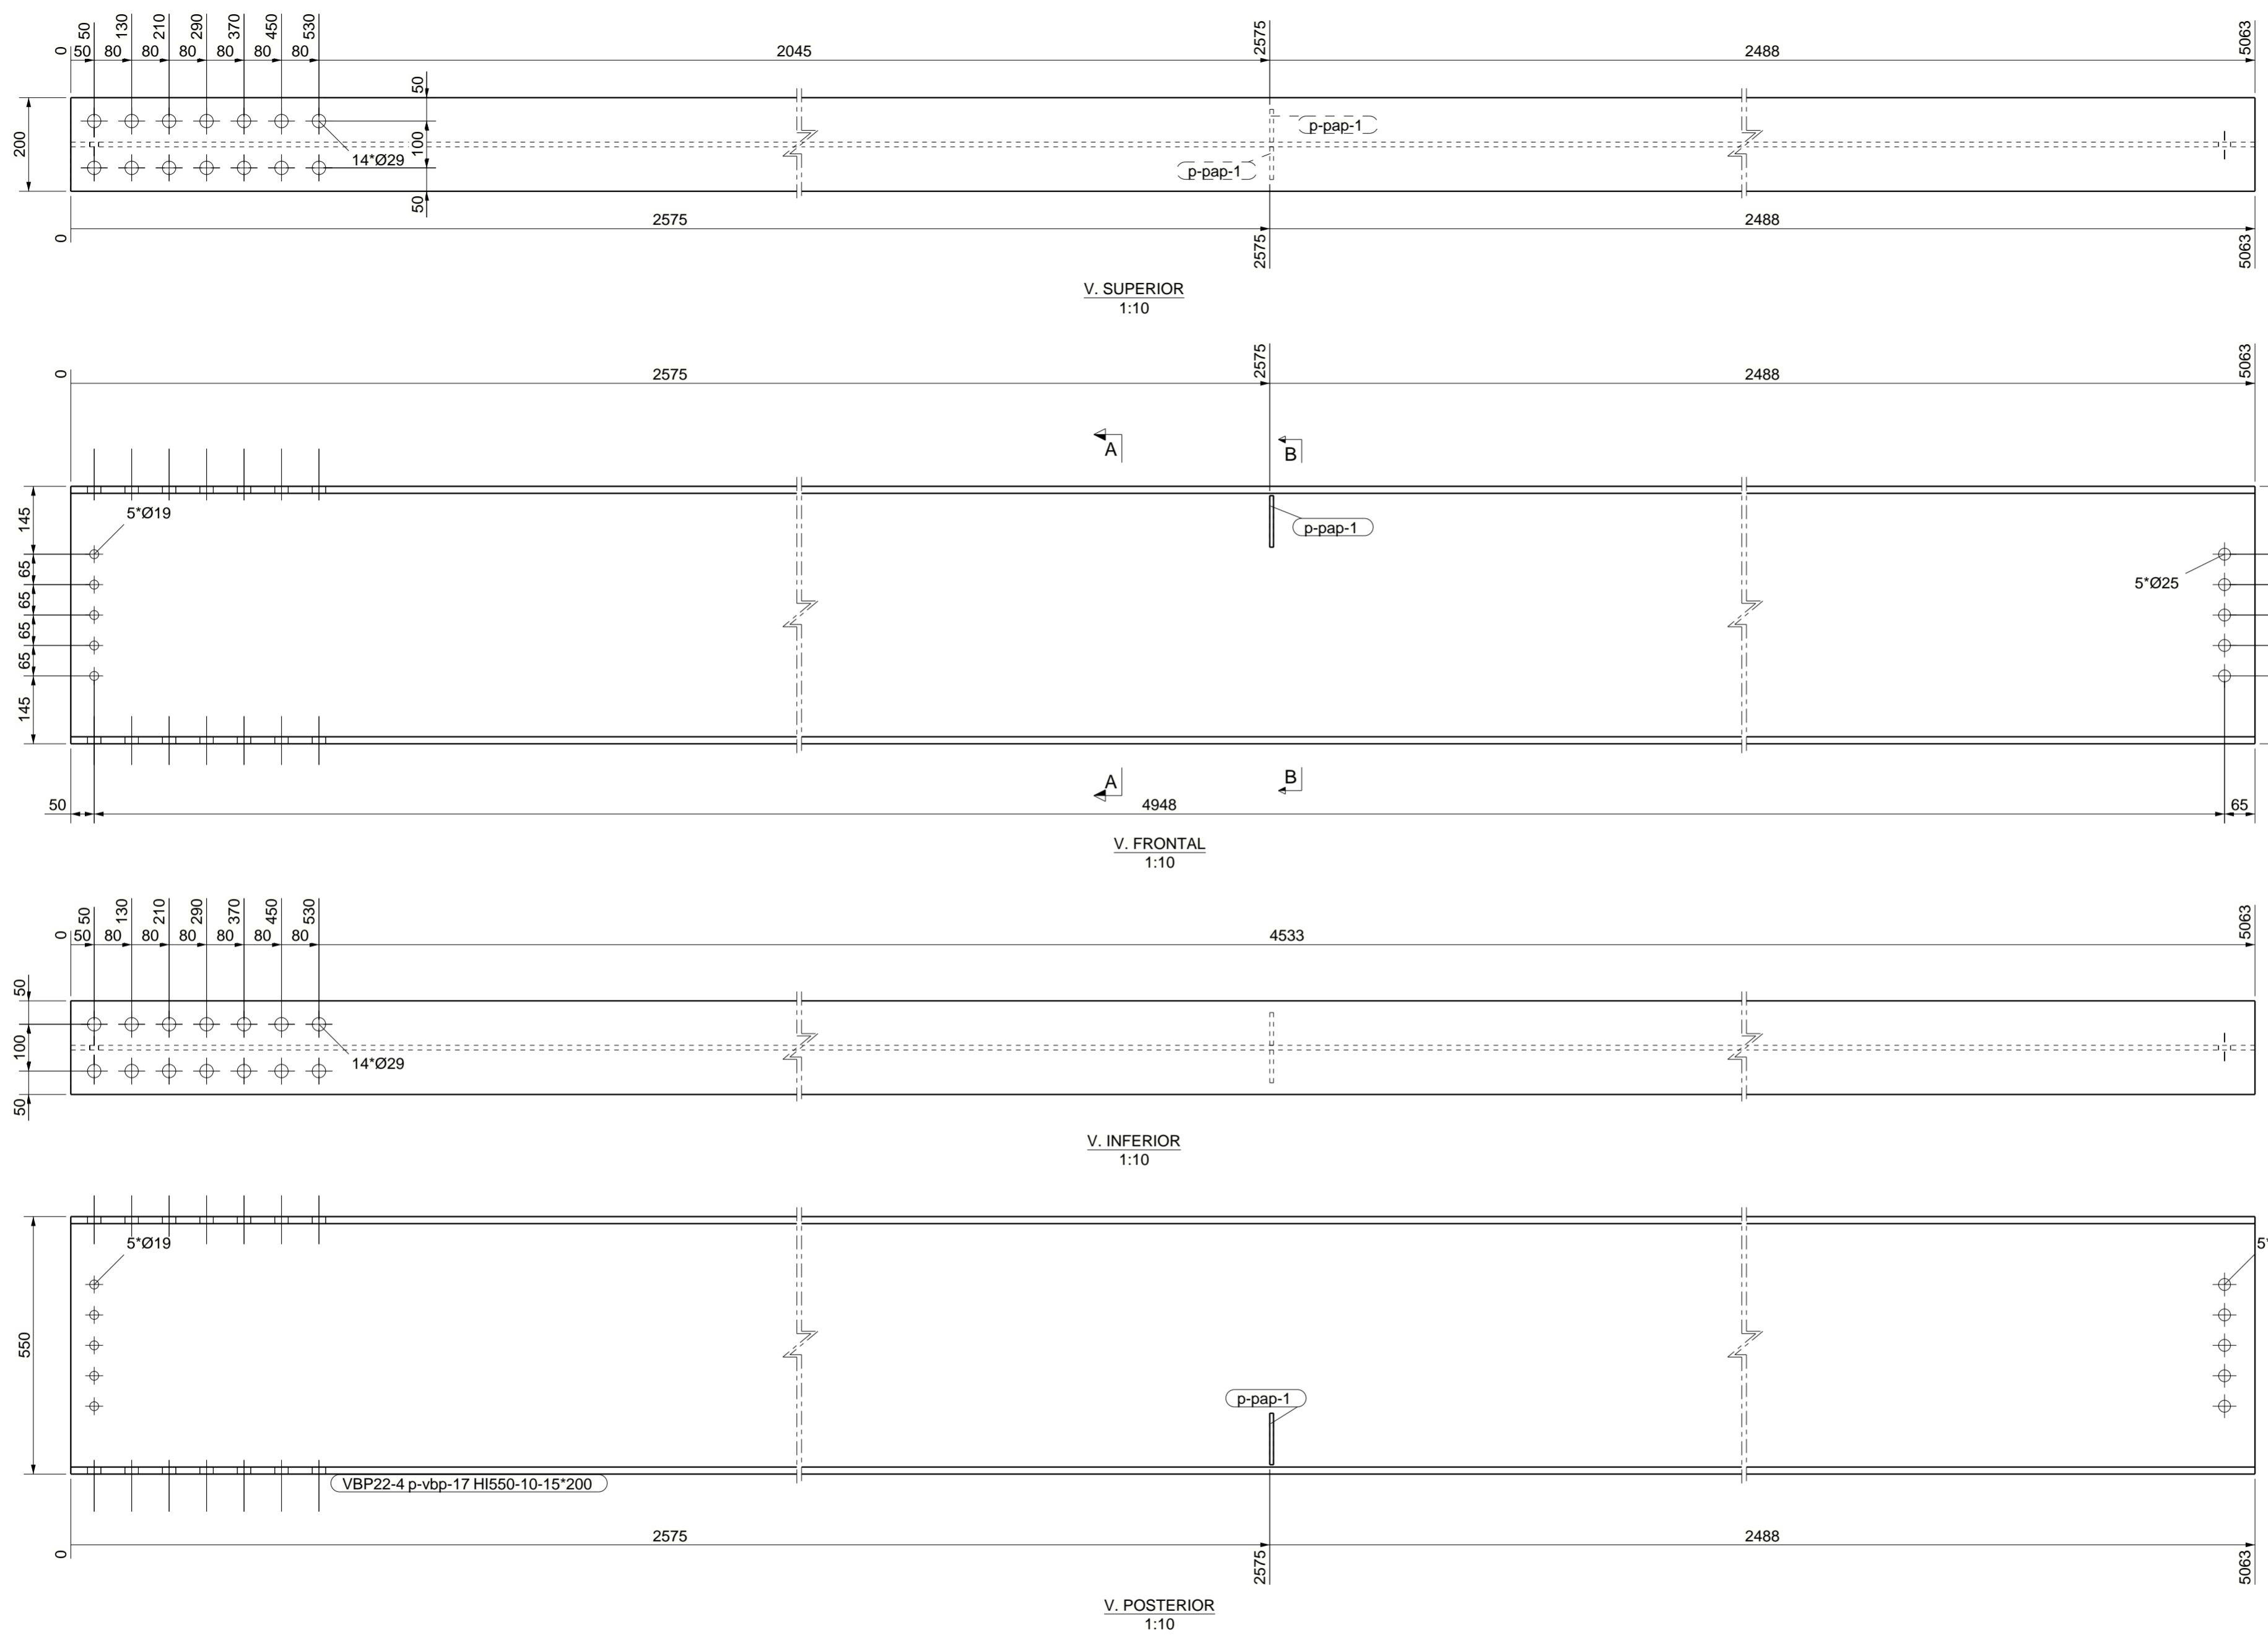 0 50 130 210 290 370 450 530 2575 5063
50 80 80 80 80 80 80 2045 2488
200
50
100
50
14*Ø29
p-pap-1
p-pap-1
2575 2488
0 2575 5063
V. SUPERIOR
1:10
0 2575 5063
2575 2488
A B
145
65
65
65
65
145
5*Ø19
p-pap-1
5*Ø25
A B
50 4948 65
V. FRONTAL
1:10
0 50 130 210 290 370 450 530 5063
50 80 80 80 80 80 80 4533
50
100
50
14*Ø29
V. INFERIOR
1:10
5*Ø19
5*
550
p-pap-1
VBP22-4 p-vbp-17 HI550-10-15*200
2575 2488
0 2575 5063
V. POSTERIOR
1:10